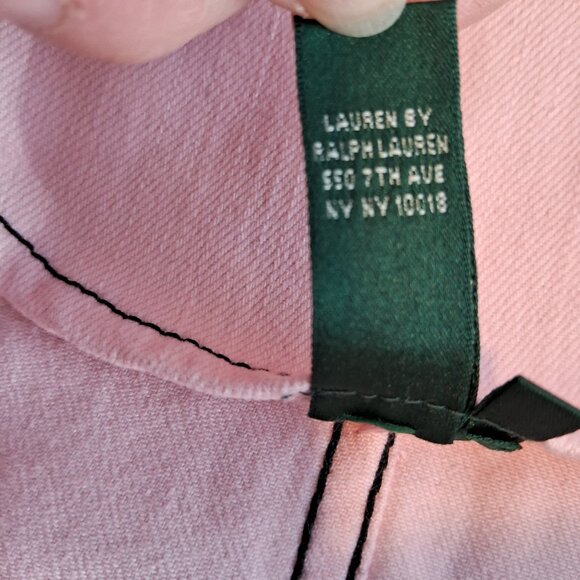 LAUREN BY
RALPH LAUREN
550 7TH AVE
NY NY 10018